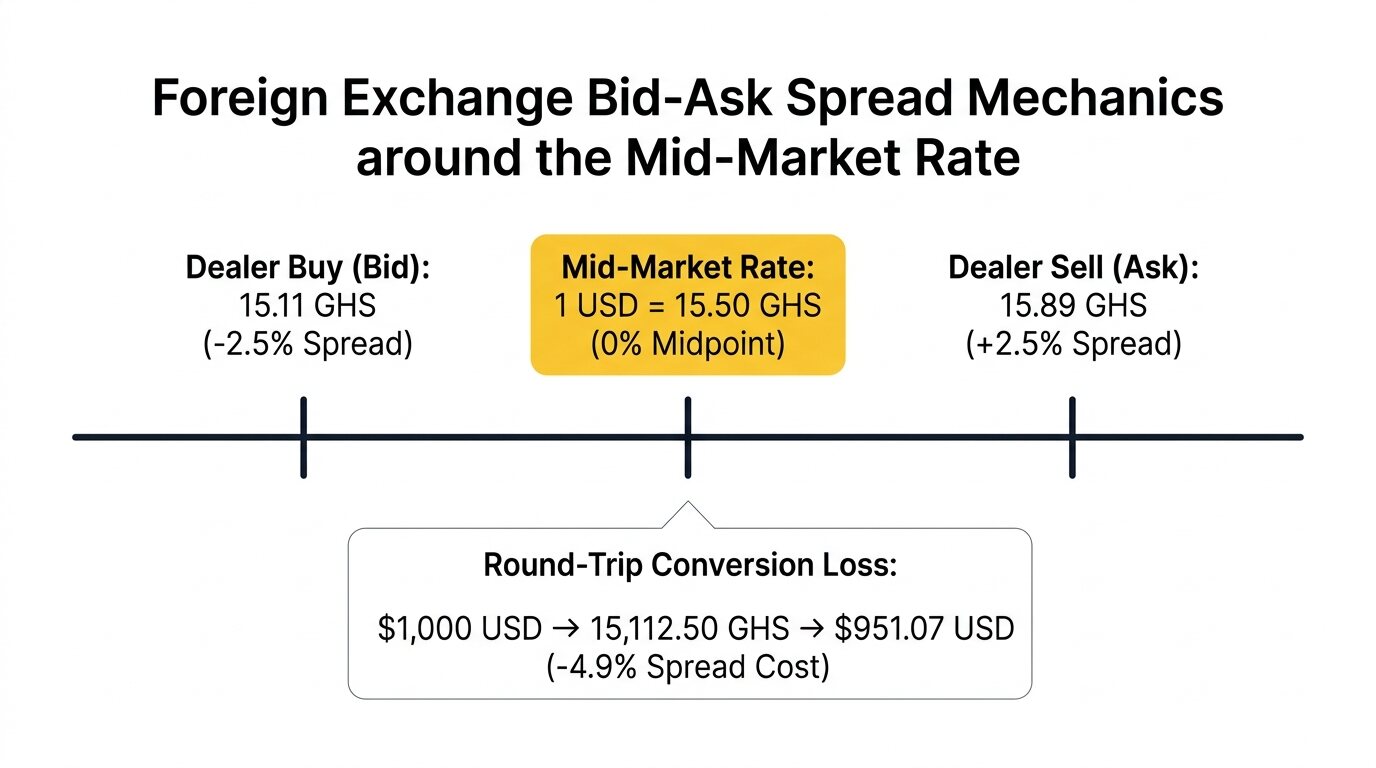 Foreign Exchange Bid-Ask Spread Mechanics
around the Mid-Market Rate
Dealer Buy (Bid):
15.11 GHS
(-2.5% Spread)
Mid-Market Rate:
1 USD = 15.50 GHS
(0% Midpoint)
Dealer Sell (Ask):
15.89 GHS
(+2.5% Spread)
Round-Trip Conversion Loss:
$1,000 USD → 15,112.50 GHS → $951.07 USD
(-4.9% Spread Cost)